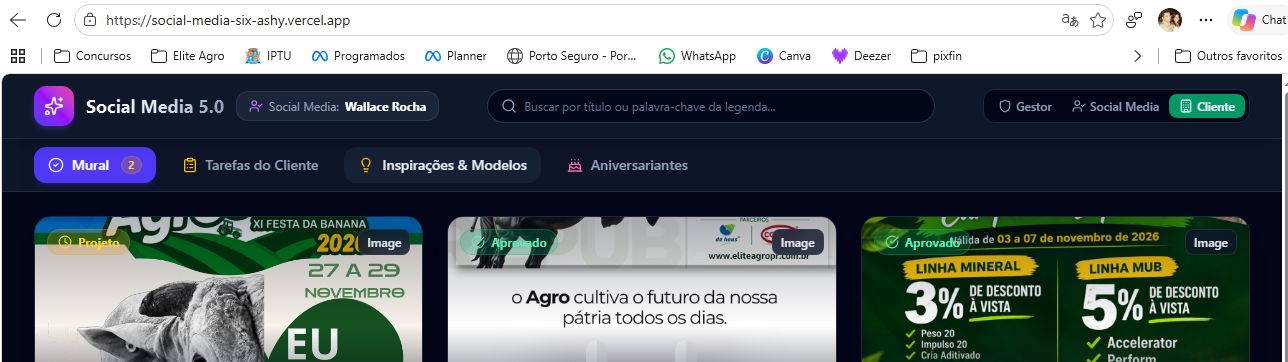 https://social-media-six-ashy.vercel.app
Chat
Concursos
Elite Agro
IPTU
Programados
Planner
Porto Seguro - Por...
WhatsApp
Canva
Deezer
pixfin
Outros favoritos
Social Media 5.0
Social Media: Wallace Rocha
Buscar por título ou palavra-chave da legenda...
Gestor
Social Media
Cliente
Mural 2
Tarefas do Cliente
Inspirações & Modelos
Aniversariantes
Agro
XI FESTA DA BANANA
2026
Projeto
Image
27 A 29
NOVEMBRO
EU
PARCEIROS
de heus
Aprovado
Image
www.eliteagropr.com.br
o Agro cultiva o futuro da nossa
pátria todos os dias.
Aprovado
Image
Válida de 03 a 07 de novembro de 2026
LINHA MINERAL
3% DE DESCONTO
À VISTA
Peso 20
Impulso 20
Cria Aditivado
LINHA MUB
5% DE DESCONTO
À VISTA
Accelerator
Perform